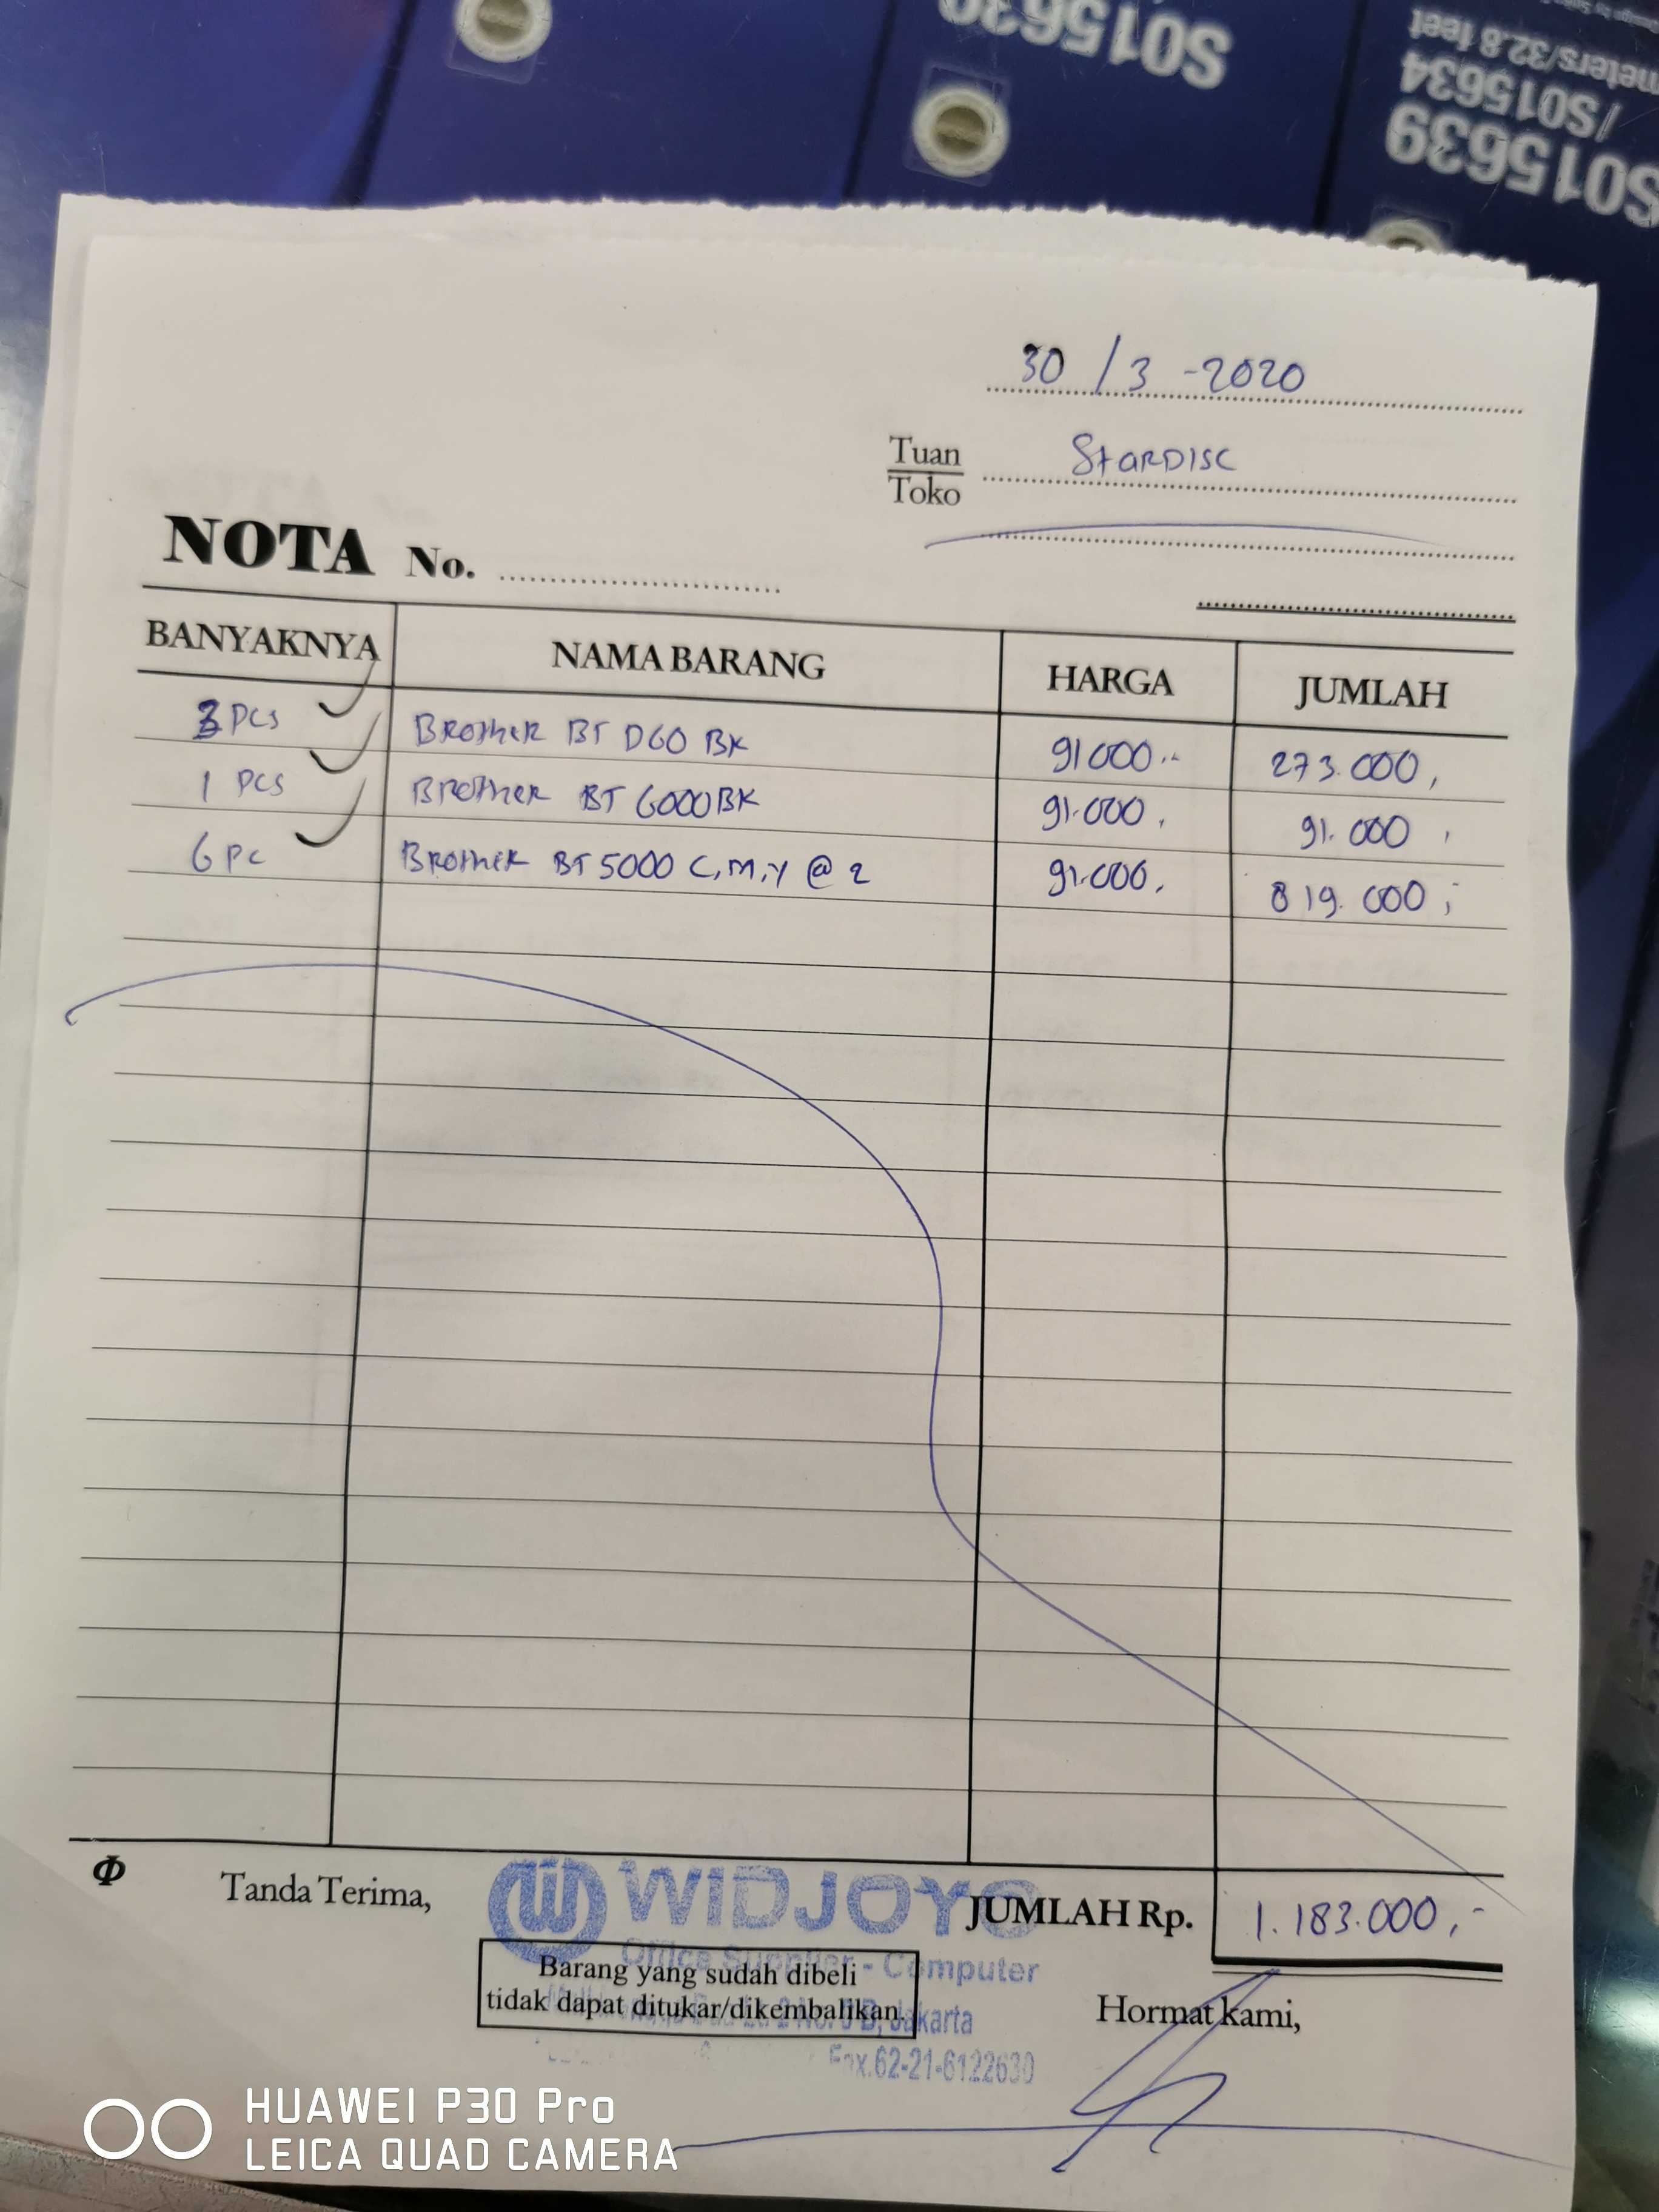 S015639
S015639
/S015634
meters/32.8 feet
30 / 3 - 2020
Tuan
Toko
StARDISC
NOTA No.
BANYAKNYA NAMA BARANG HARGA JUMLAH
3 PCS Brother BT D60 BK 91000.- 273.000,
1 PCS Brother BT 6000BK 91.000, 91.000,
6 PC Brother BT 5000 C,M,Y @ 2 91.000, 819.000,-
Φ Tanda Terima, WIDJOYO JUMLAH Rp. 1.183.000,-
Office Supplier - Computer
Barang yang sudah dibeli
tidak dapat ditukar/dikembalikan.
Jakarta
Hormat kami,
Fax.62-21-6122630
HUAWEI P30 Pro
LEICA QUAD CAMERA